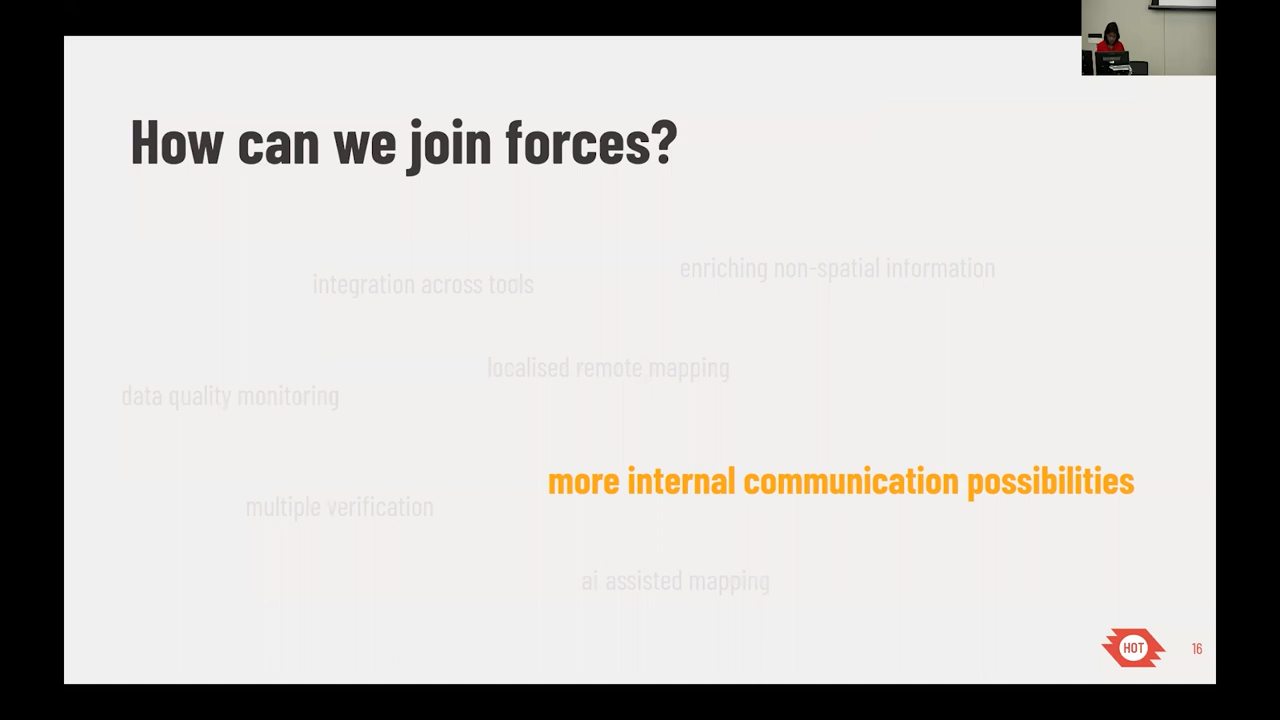 How can we join forces?
enriching non-spatial information
integration across tools
localised remote mapping
data quality monitoring
more internal communication possibilities
multiple verification
ai assisted mapping
HOT
16